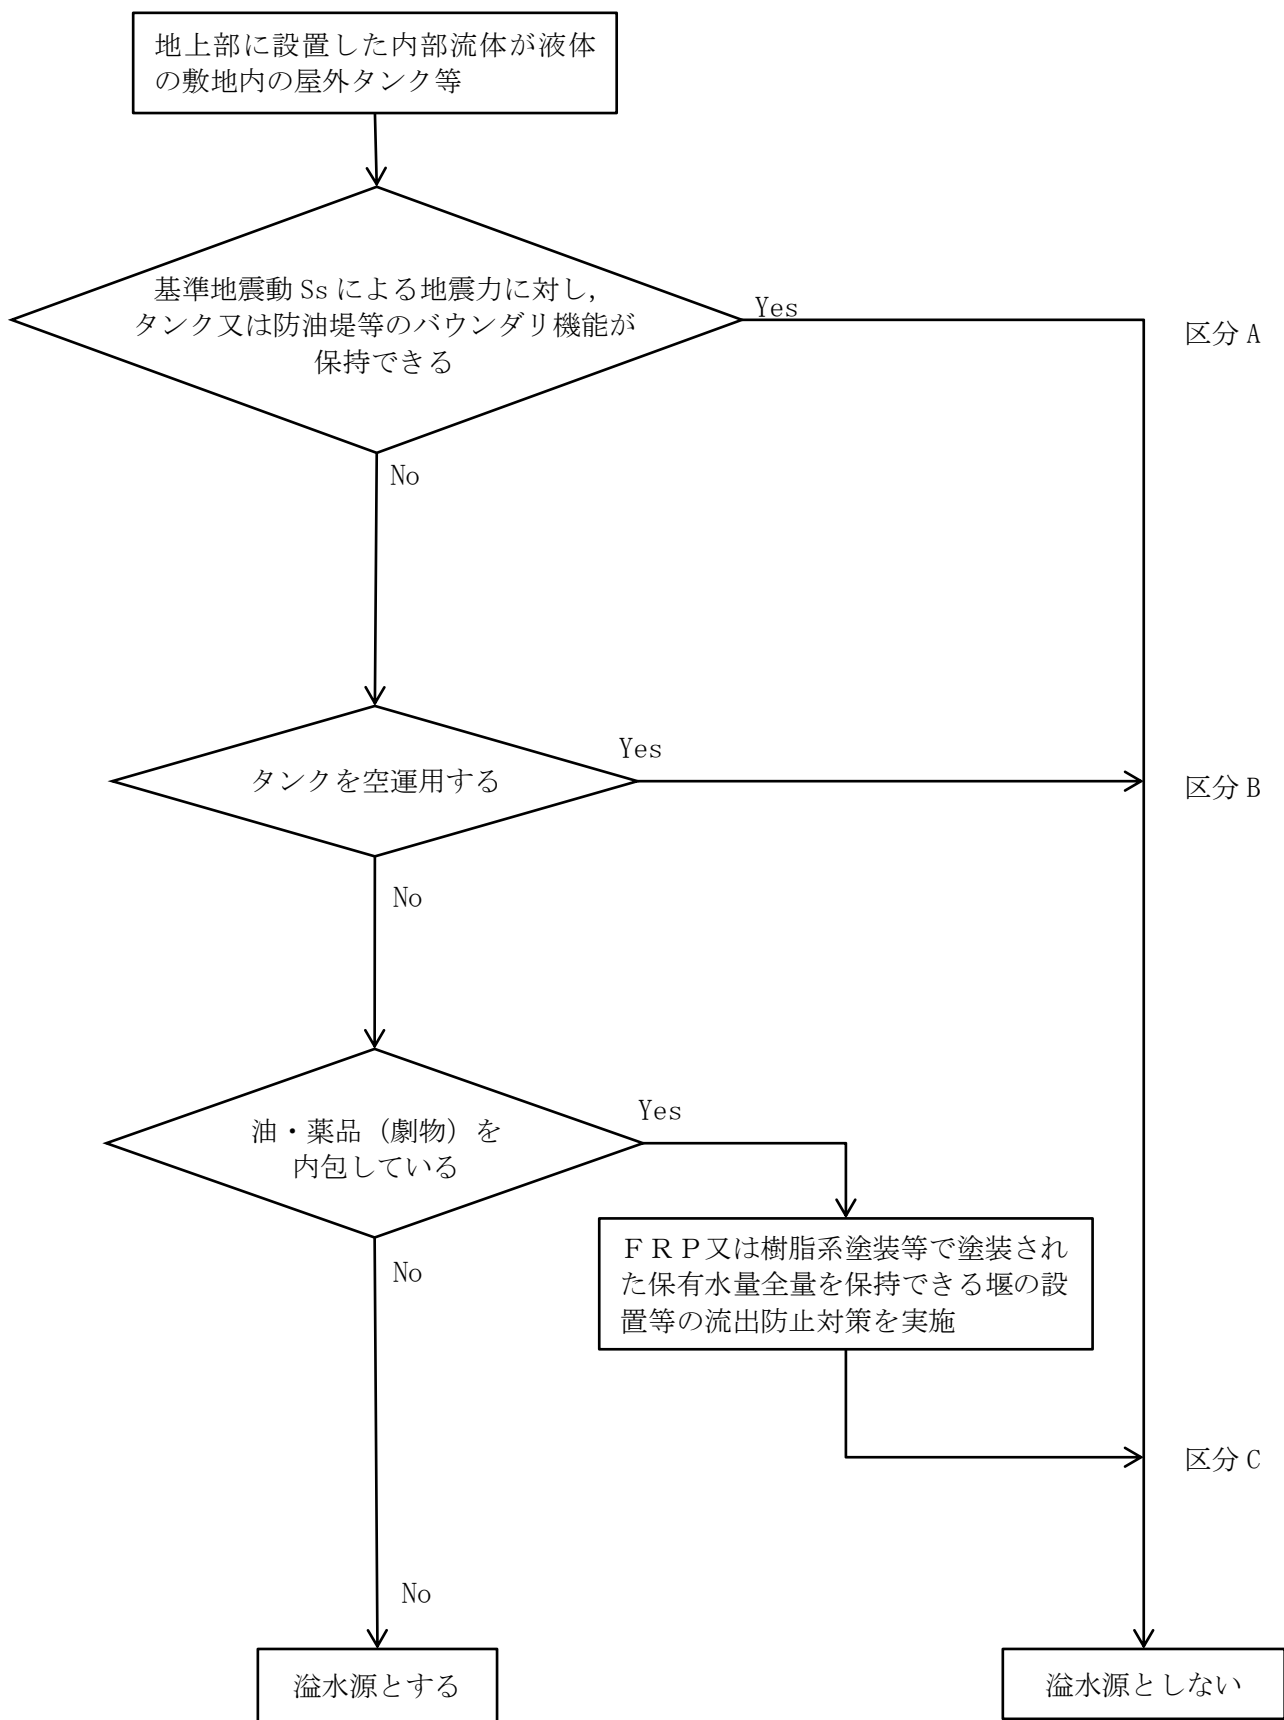 地上部に設置した内部流体が液体
の敷地内の屋外タンク等
基準地震動 Ss による地震力に対し,
タンク又は防油堤等のバウンダリ機能が
保持できる
Yes
区分 A
No
タンクを空運用する
Yes
区分 B
No
油・薬品（劇物）を
内包している
Yes
ＦＲＰ又は樹脂系塗装等で塗装され
た保有水量全量を保持できる堰の設
置等の流出防止対策を実施
No
区分 C
No
溢水源とする
溢水源としない